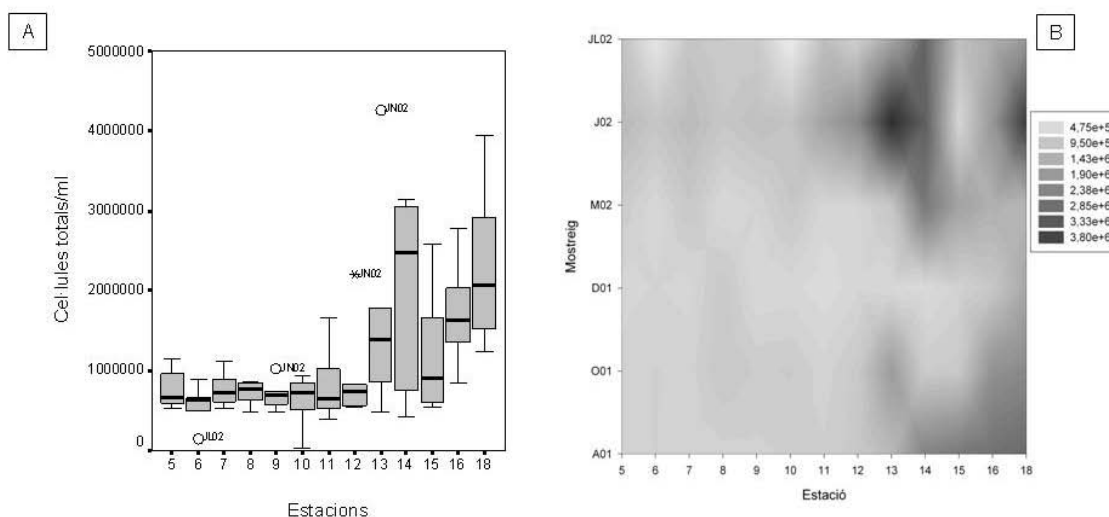 A
5000000
4000000
3000000
2000000
1000000
0
Cel·lules totals/ml
JL02
JN02
JN02
JN02
5 6 7 8 9 10 11 12 13 14 15 16 18
Estacions
B
JL02
J02
M02
D01
O01
A01
Mostreig
5 6 7 8 9 10 11 12 13 14 15 16 18
Estació
4,75e+5
9,50e+5
1,43e+6
1,90e+6
2,38e+6
2,85e+6
3,33e+6
3,80e+6